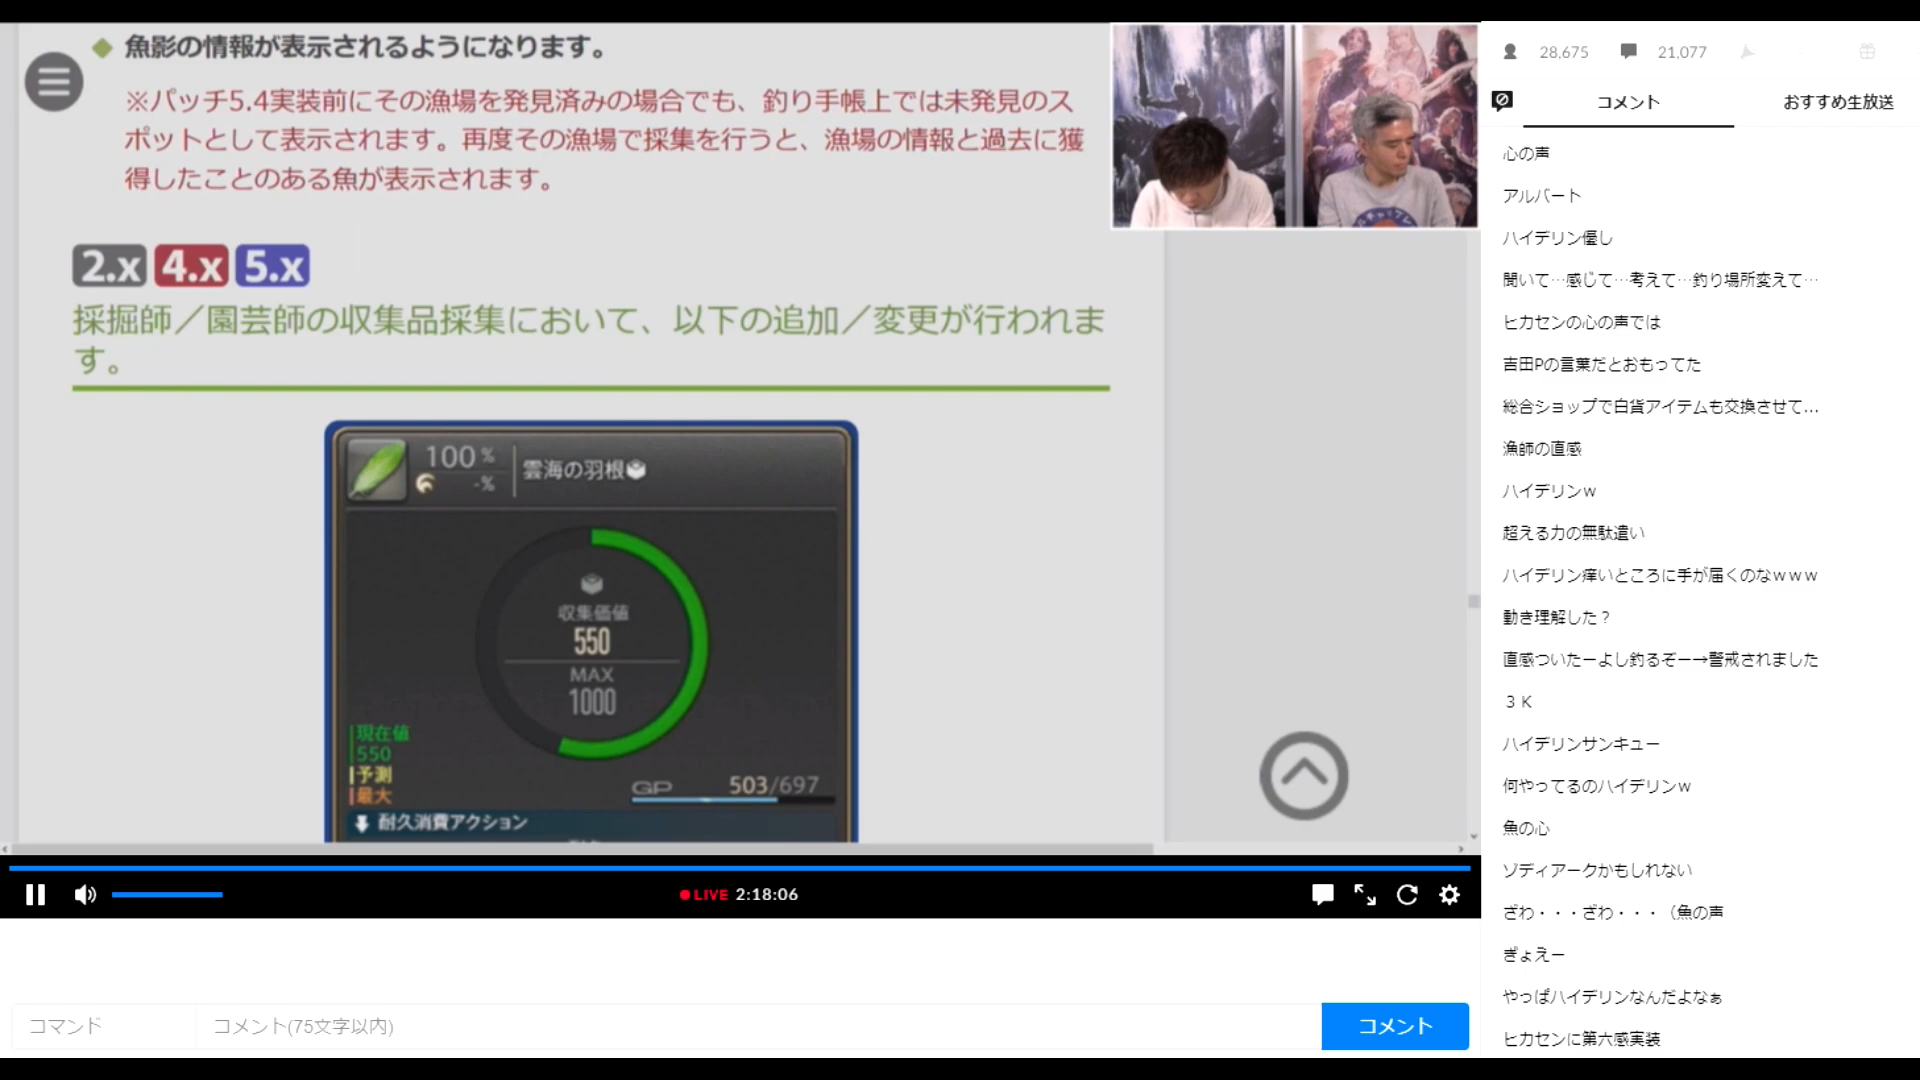 魚影の情報が表示されるようになります。
※パッチ5.4実装前にその漁場を発見済みの場合でも、釣り手帳上では未発見のス
ポットとして表示されます。再度その漁場で採集を行うと、漁場の情報と過去に獲
得したことのある魚が表示されます。
2.x 4.x 5.x
採掘師／園芸師の収集品採集において、以下の追加／変更が行われま
す。
100%
-%
雲海の羽根
収集価値
550
MAX
1000
現在値
550
予測
最大
GP 503/697
耐久消費アクション
LIVE 2:18:06
コマンド
コメント(75文字以内)
コメント
28,675
21,077
コメント
おすすめ生放送
心の声
アルバート
ハイデリン優し
聞いて…感じて…考えて…釣り場所変えて…
ヒカセンの心の声では
吉田Pの言葉だとおもってた
総合ショップで白貨アイテムも交換させて...
漁師の直感
ハイデリンｗ
超える力の無駄遣い
ハイデリン痒いところに手が届くのなｗｗｗ
動き理解した？
直感ついたーよし釣るぞー→警戒されました
３Ｋ
ハイデリンサンキュー
何やってるのハイデリンｗ
魚の心
ゾディアークかもしれない
ざわ・・・ざわ・・・（魚の声
ぎょえー
やっぱハイデリンなんだよなぁ
ヒカセンに第六感実装